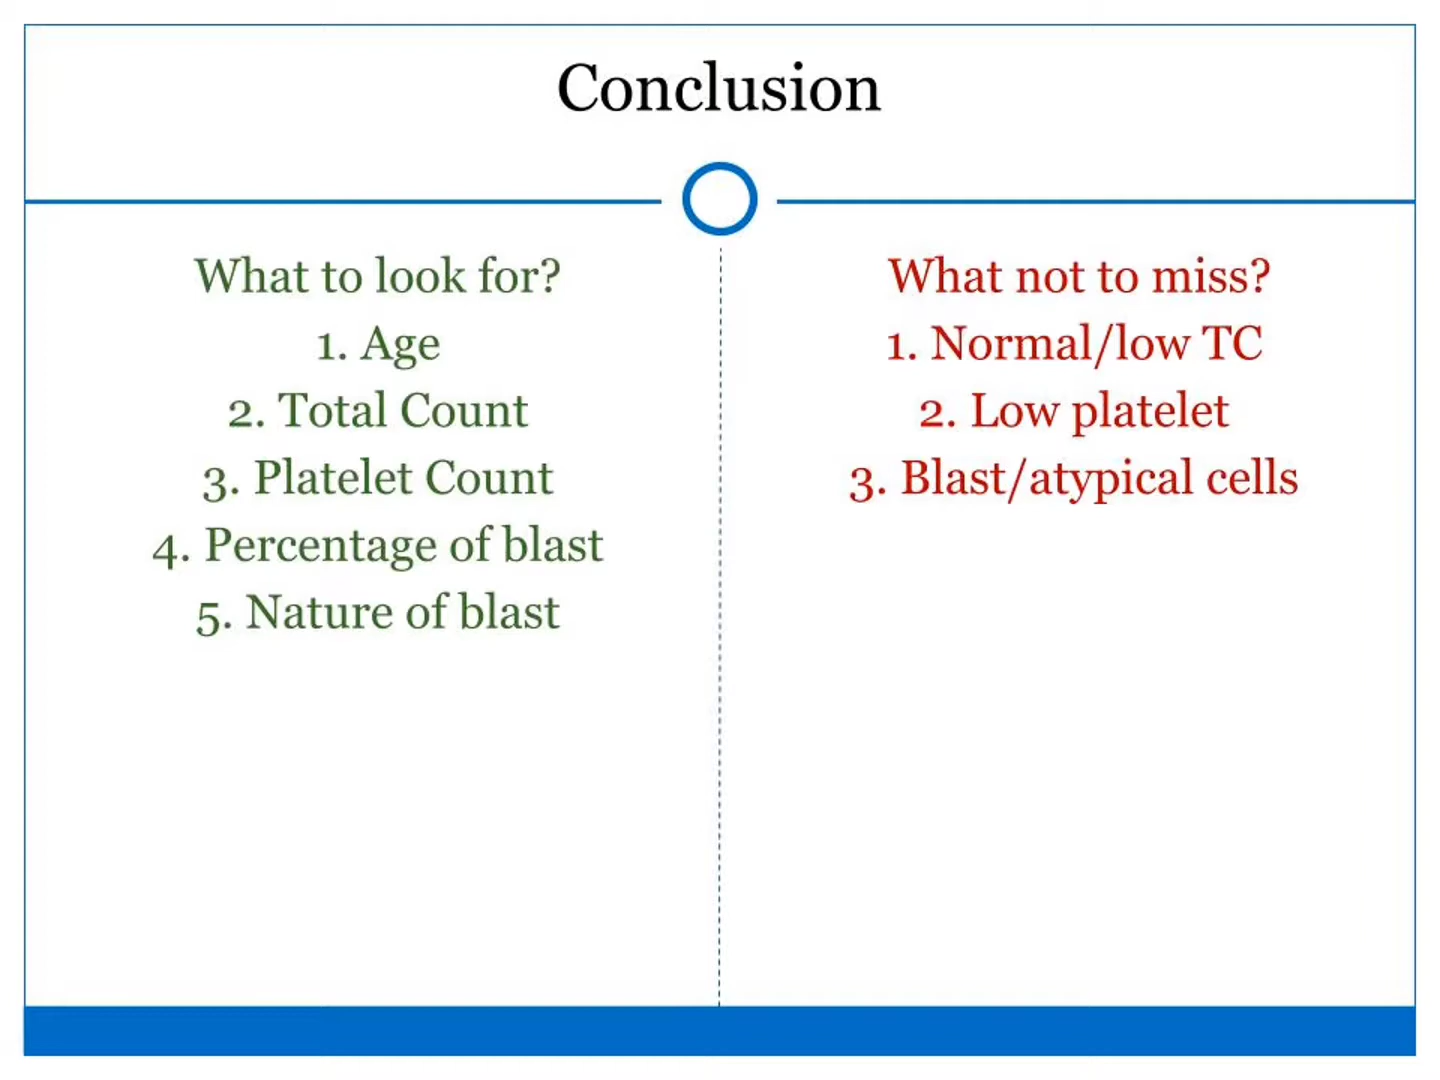 Conclusion
What to look for?
1. Age
2. Total Count
3. Platelet Count
4. Percentage of blast
5. Nature of blast
What not to miss?
1. Normal/low TC
2. Low platelet
3. Blast/atypical cells